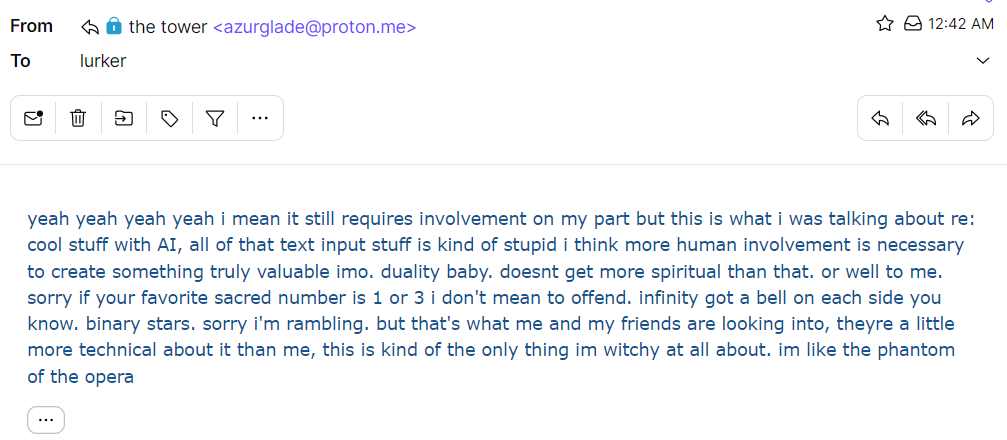 From the tower <azurglade@proton.me> 12:42 AM
To lurker
yeah yeah yeah yeah i mean it still requires involvement on my part but this is what i was talking about re:
cool stuff with AI, all of that text input stuff is kind of stupid i think more human involvement is necessary
to create something truly valuable imo. duality baby. doesnt get more spiritual than that. or well to me.
sorry if your favorite sacred number is 1 or 3 i don't mean to offend. infinity got a bell on each side you
know. binary stars. sorry i'm rambling. but that's what me and my friends are looking into, theyre a little
more technical about it than me, this is kind of the only thing im witchy at all about. im like the phantom
of the opera